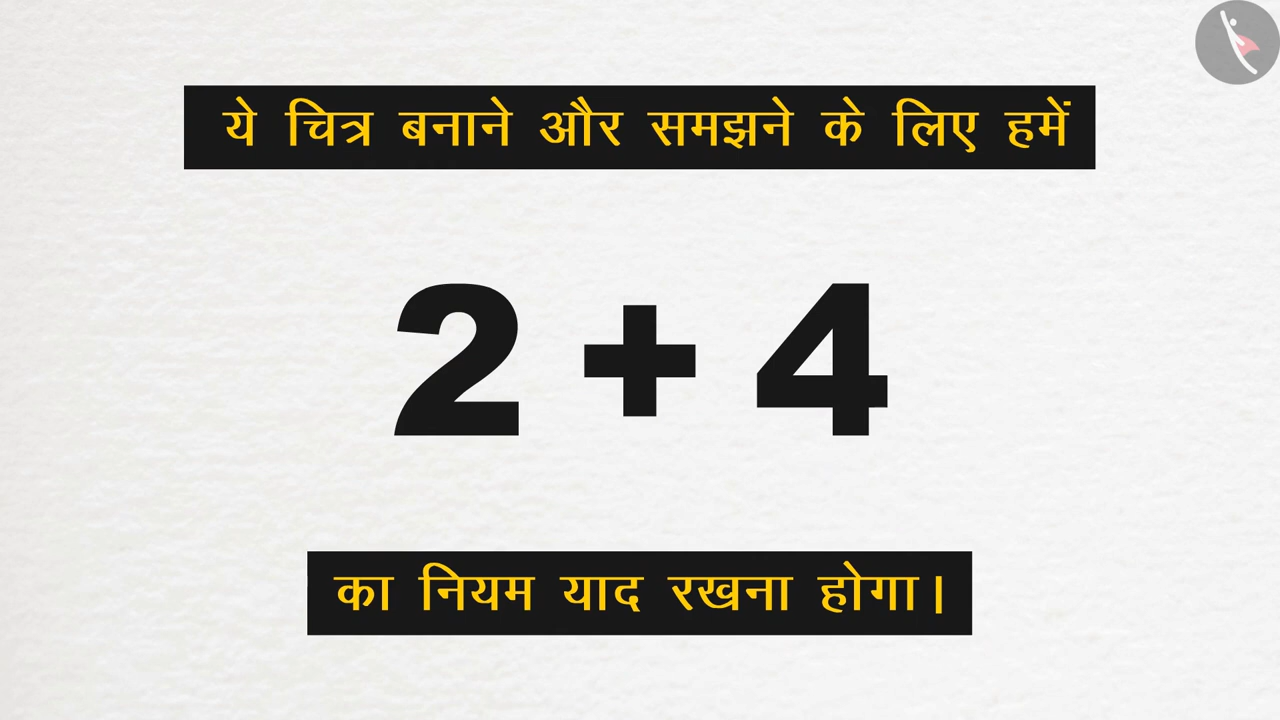 ये चित्र बनाने और समझने के लिए हमें
2 + 4
का नियम याद रखना होगा।